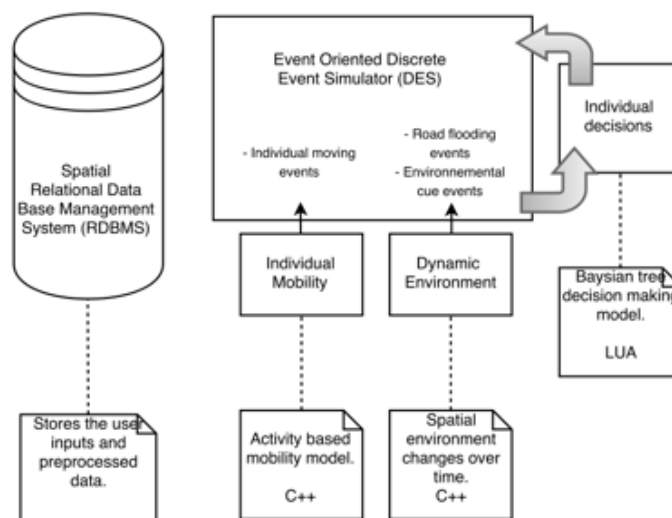 Event Oriented Discrete
Event Simulator (DES)
- Individual moving
events
- Road flooding
events
- Environnemental
cue events
Individual
decisions
Spatial
Relational Data
Base Management
System (RDBMS)
Individual
Mobility
Dynamic
Environment
Baysian tree
decision making
model.
LUA
Stores the user
inputs and
preprocessed
data.
Activity based
mobility model.
C++
Spatial
environment
changes over
time.
C++